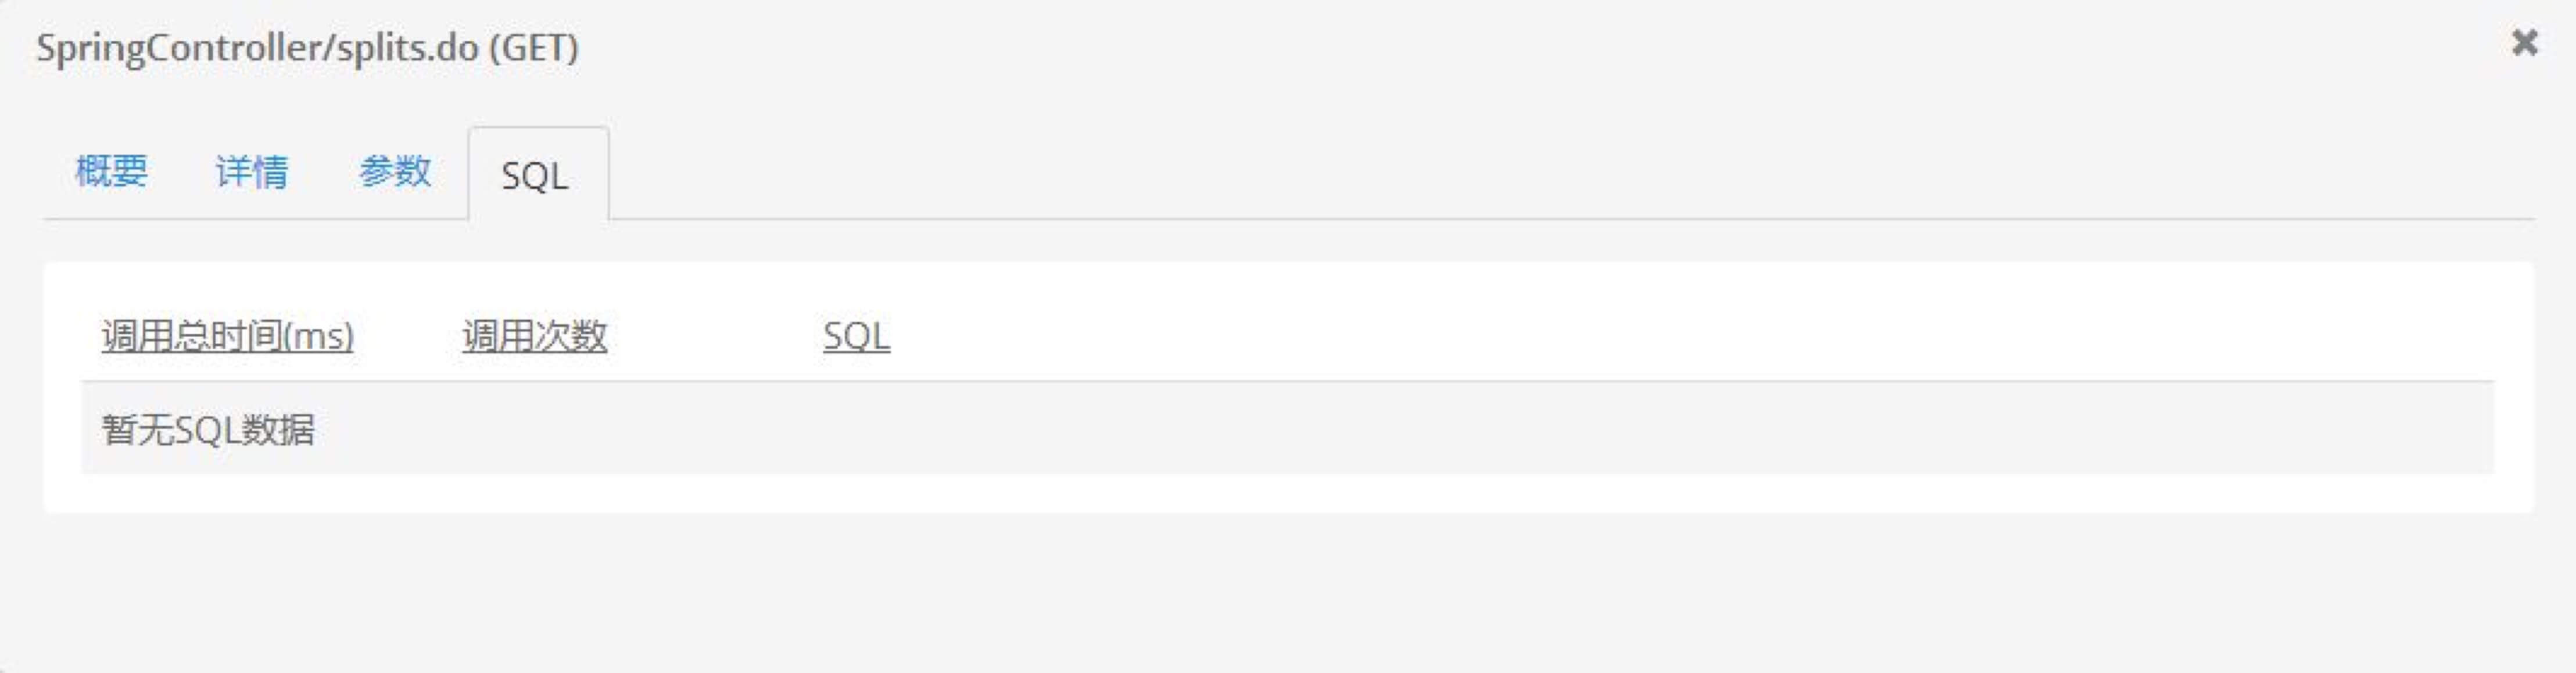 SpringController/splits.do (GET)
概要 详情 参数 SQL
调用总时间(ms) 调用次数 SQL
暂无SQL数据